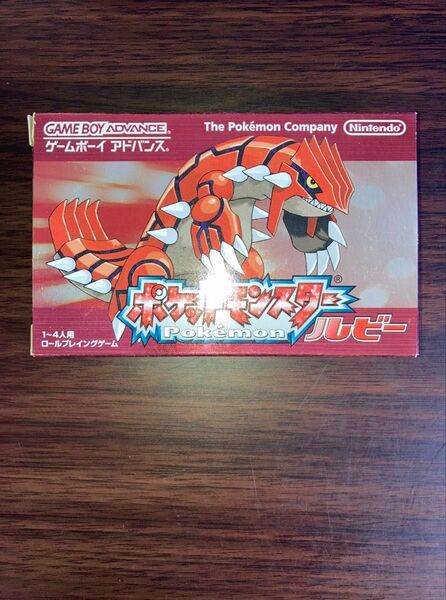 GAME BOY ADVANCE
ゲームボーイ アドバンス
The Pokémon Company
Nintendo
ポケットモンスター
Pokémon
ルビー
1~4人用
ロールプレイングゲーム